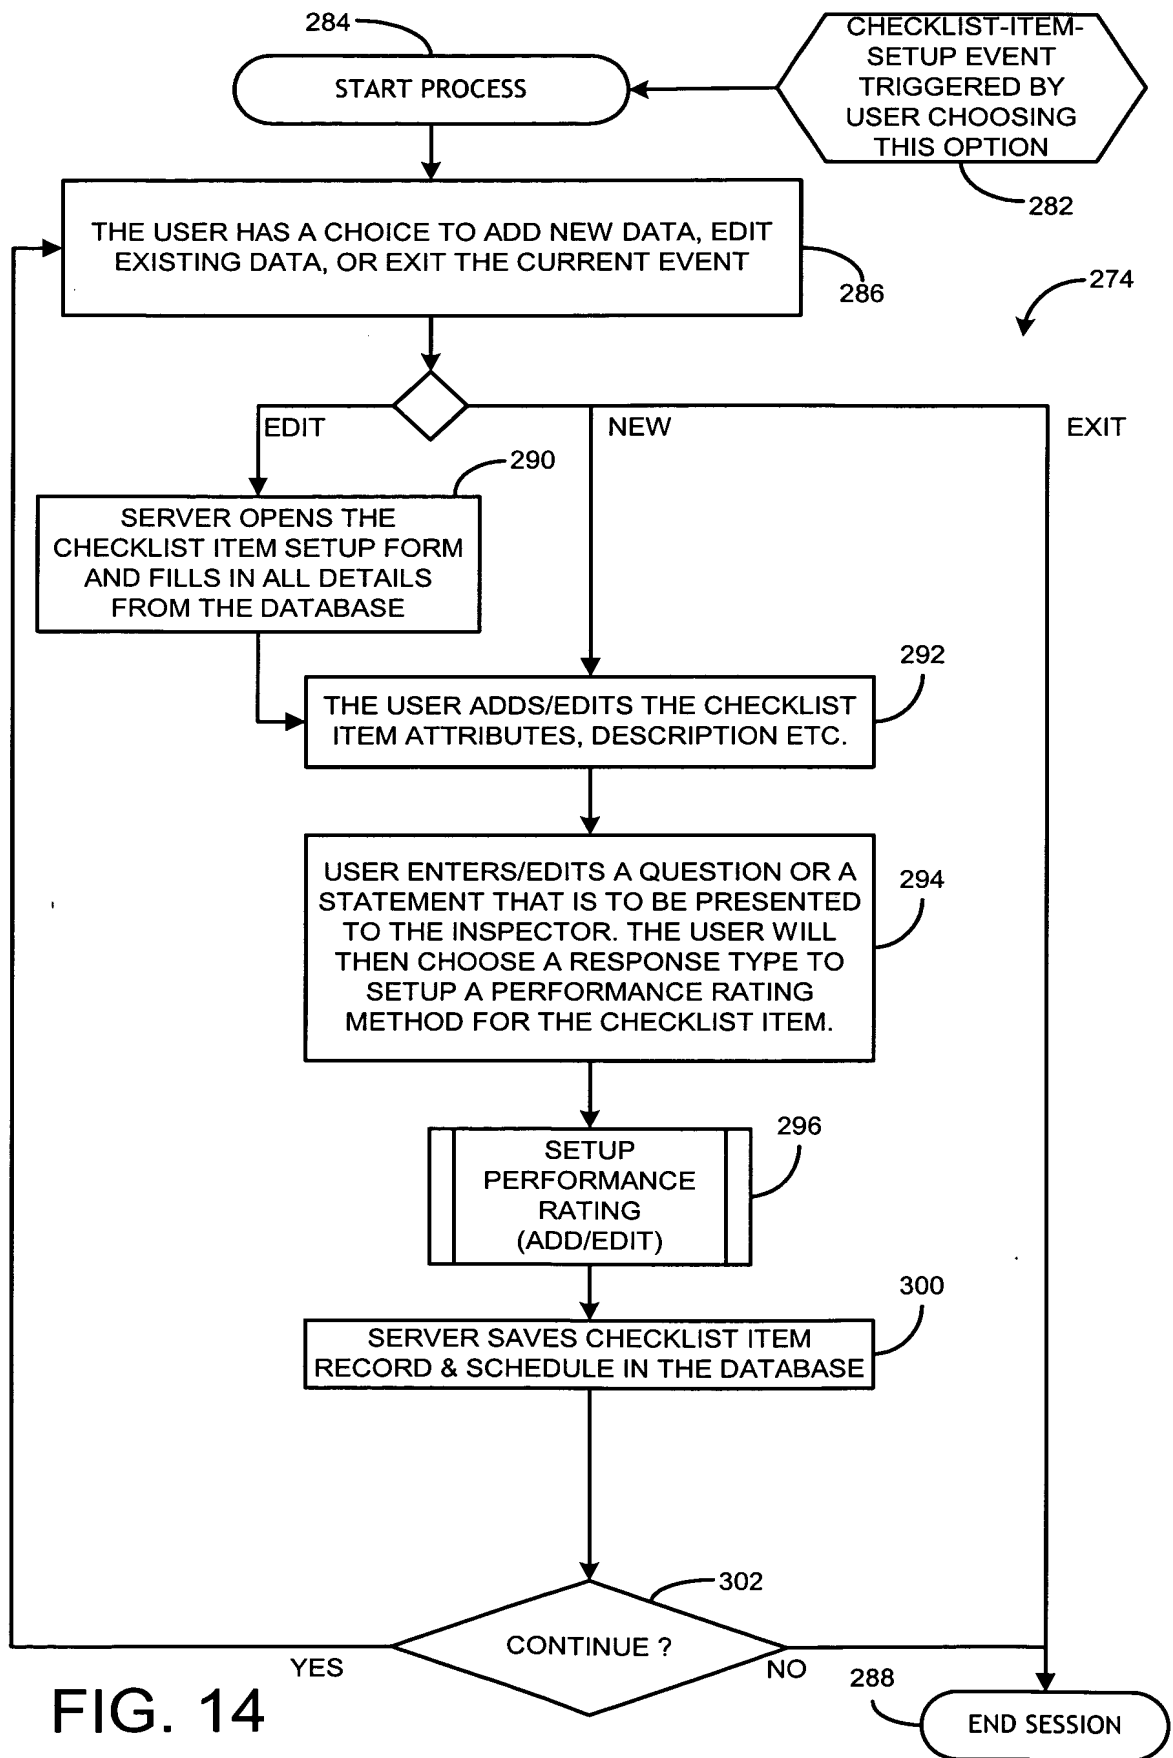 284
START PROCESS
CHECKLIST-ITEM-
SETUP EVENT
TRIGGERED BY
USER CHOOSING
THIS OPTION
282
THE USER HAS A CHOICE TO ADD NEW DATA, EDIT
EXISTING DATA, OR EXIT THE CURRENT EVENT
286
274
EDIT
NEW
EXIT
290
SERVER OPENS THE
CHECKLIST ITEM SETUP FORM
AND FILLS IN ALL DETAILS
FROM THE DATABASE
292
THE USER ADDS/EDITS THE CHECKLIST
ITEM ATTRIBUTES, DESCRIPTION ETC.
USER ENTERS/EDITS A QUESTION OR A
STATEMENT THAT IS TO BE PRESENTED
TO THE INSPECTOR. THE USER WILL
THEN CHOOSE A RESPONSE TYPE TO
SETUP A PERFORMANCE RATING
METHOD FOR THE CHECKLIST ITEM.
294
SETUP
PERFORMANCE
RATING
(ADD/EDIT)
296
300
SERVER SAVES CHECKLIST ITEM
RECORD & SCHEDULE IN THE DATABASE
302
CONTINUE ?
YES
NO
288
END SESSION
FIG. 14